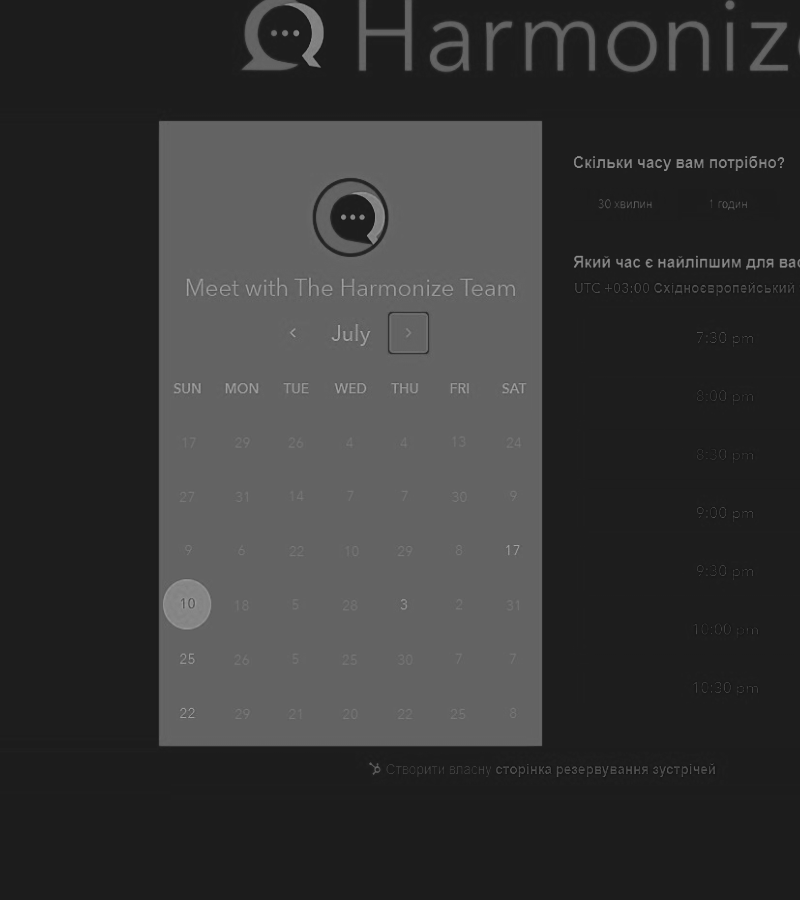 Harmoniz
Meet with The Harmonize Team
July
SUN MON TUE WED THU FRI SAT
17 29 26 4 4 13 24
27 31 14 7 7 30 9
9 6 22 10 29 8 17
10 18 5 28 3 2 31
25 26 5 25 30 7 7
22 29 21 20 22 25 8
Скільки часу вам потрібно?
30 хвилин 1 годин
Який час є найліпшим для вас
UTC +03:00 Східноєвропейський
7:30 pm
8:00 pm
8:30 pm
9:00 pm
9:30 pm
10:00 pm
10:30 pm
Створити власну сторінка резервування зустрічей